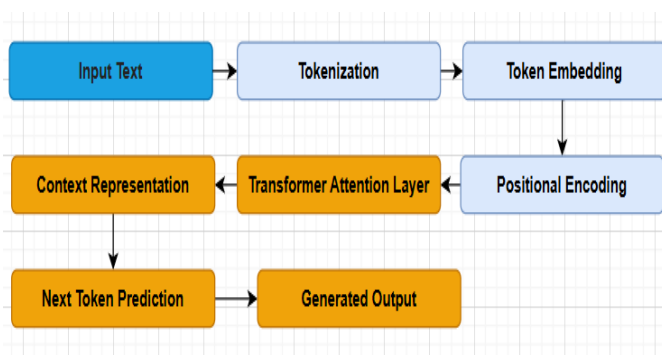 Input Text
Tokenization
Token Embedding
Positional Encoding
Transformer Attention Layer
Context Representation
Next Token Prediction
Generated Output